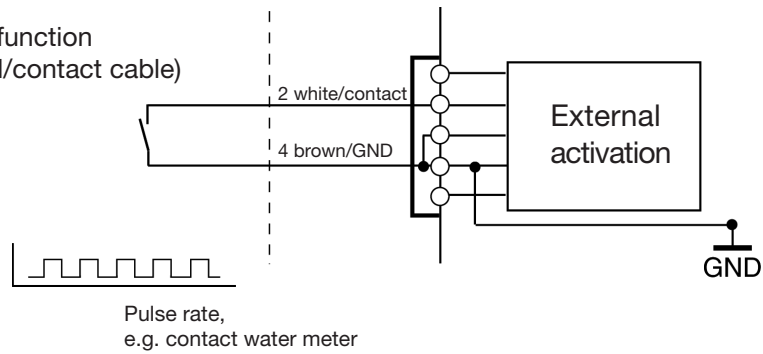 function
/contact cable)
2 white/contact
4 brown/GND
External
activation
GND
Pulse rate,
e.g. contact water meter